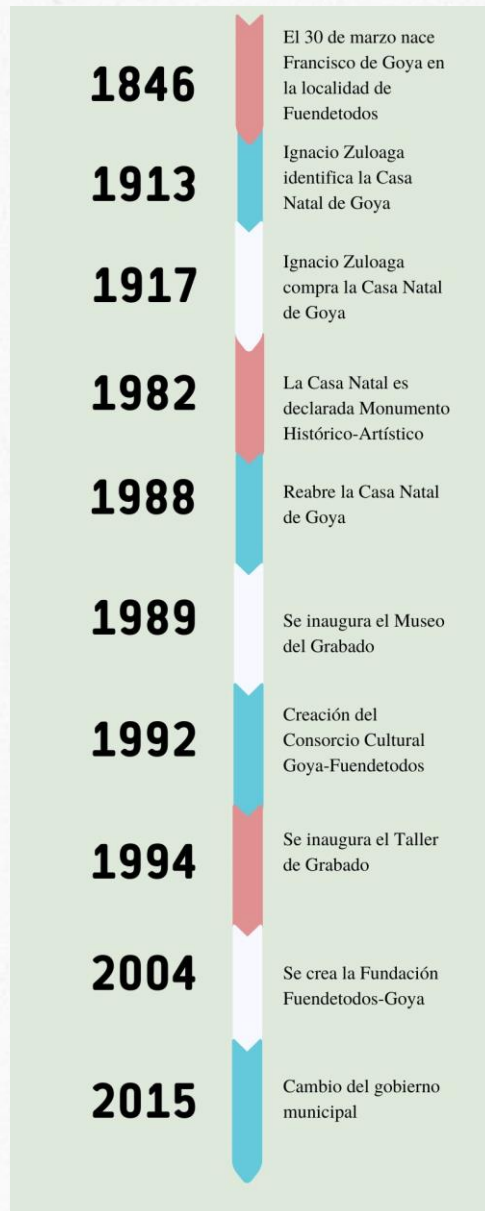 1846
El 30 de marzo nace
Francisco de Goya en
la localidad de
Fuendetodos
1913
Ignacio Zuloaga
identifica la Casa
Natal de Goya
1917
Ignacio Zuloaga
compra la Casa Natal
de Goya
1982
La Casa Natal es
declarada Monumento
Histórico-Artístico
1988
Reabre la Casa Natal
de Goya
1989
Se inaugura el Museo
del Grabado
1992
Creación del
Consorcio Cultural
Goya-Fuendetodos
1994
Se inaugura el Taller
de Grabado
2004
Se crea la Fundación
Fuendetodos-Goya
2015
Cambio del gobierno
municipal